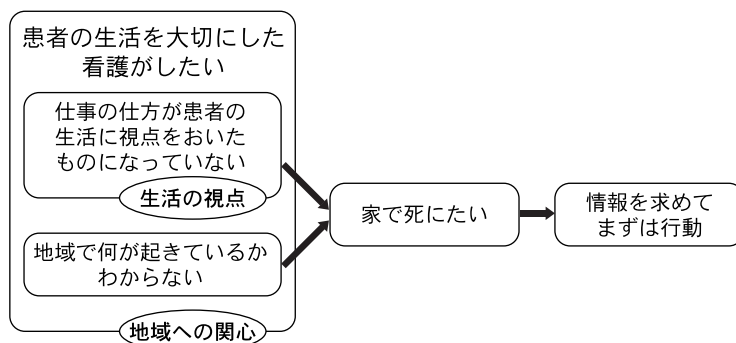 患者の生活を大切にした
看護がしたい
仕事の仕方が患者の
生活に視点をおいた
ものになっていない
生活の視点
地域で何が起きているか
わからない
地域への関心
家で死にたい
情報を求めて
まずは行動